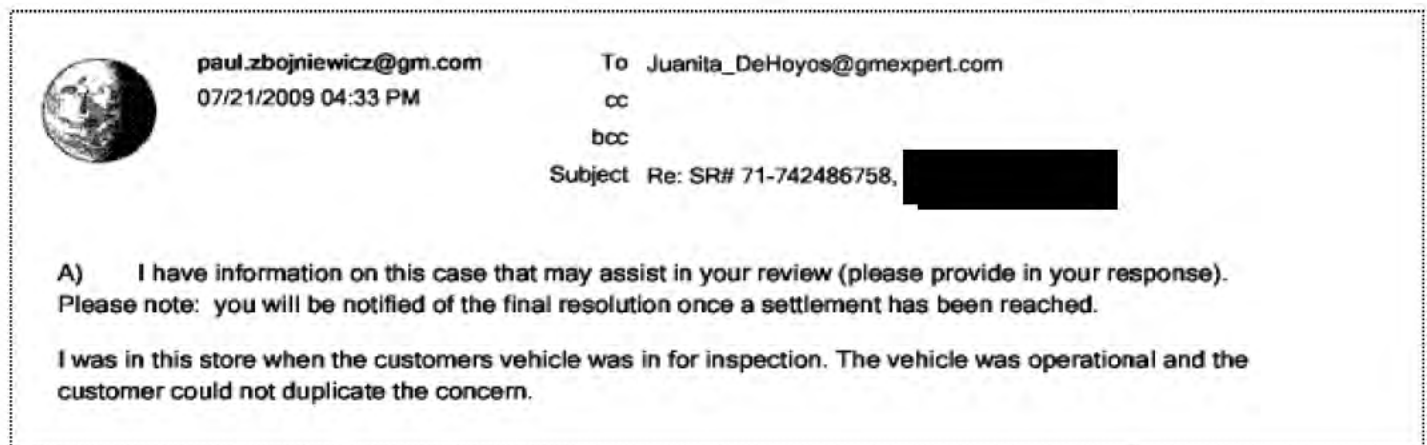 paul.zbojniewicz@gm.com To Juanita_DeHoyos@gmexpert.com
07/21/2009 04:33 PM cc
bcc
Subject Re: SR# 71-742486758,
A) I have information on this case that may assist in your review (please provide in your response).
Please note: you will be notified of the final resolution once a settlement has been reached.
I was in this store when the customers vehicle was in for inspection. The vehicle was operational and the
customer could not duplicate the concern.